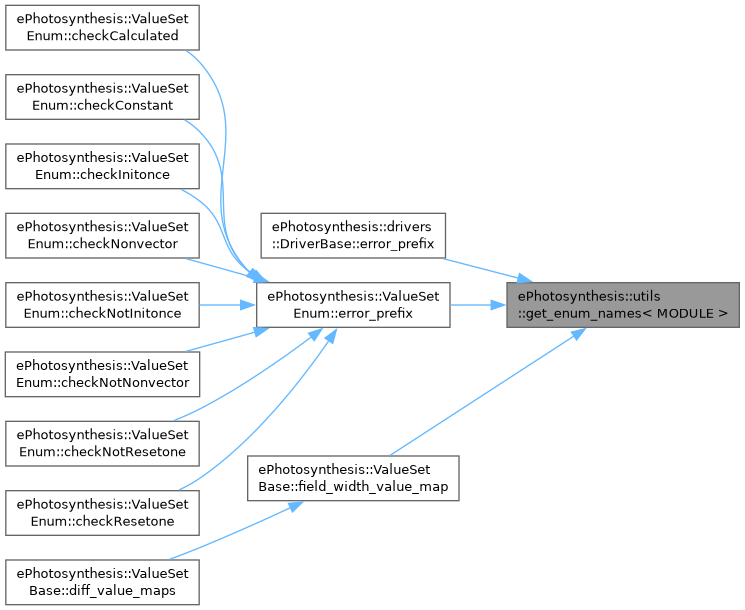 ePhotosynthesis::ValueSet
Enum::checkCalculated
ePhotosynthesis::ValueSet
Enum::checkConstant
ePhotosynthesis::ValueSet
Enum::checkInitonce
ePhotosynthesis::ValueSet
Enum::checkNonvector
ePhotosynthesis::ValueSet
Enum::checkNotInitonce
ePhotosynthesis::ValueSet
Enum::checkNotNonvector
ePhotosynthesis::ValueSet
Enum::checkNotResetone
ePhotosynthesis::ValueSet
Enum::checkResetone
ePhotosynthesis::ValueSet
Base::diff_value_maps
ePhotosynthesis::drivers
::DriverBase::error_prefix
ePhotosynthesis::ValueSet
Enum::error_prefix
ePhotosynthesis::ValueSet
Base::field_width_value_map
ePhotosynthesis::utils
::get_enum_names< MODULE >